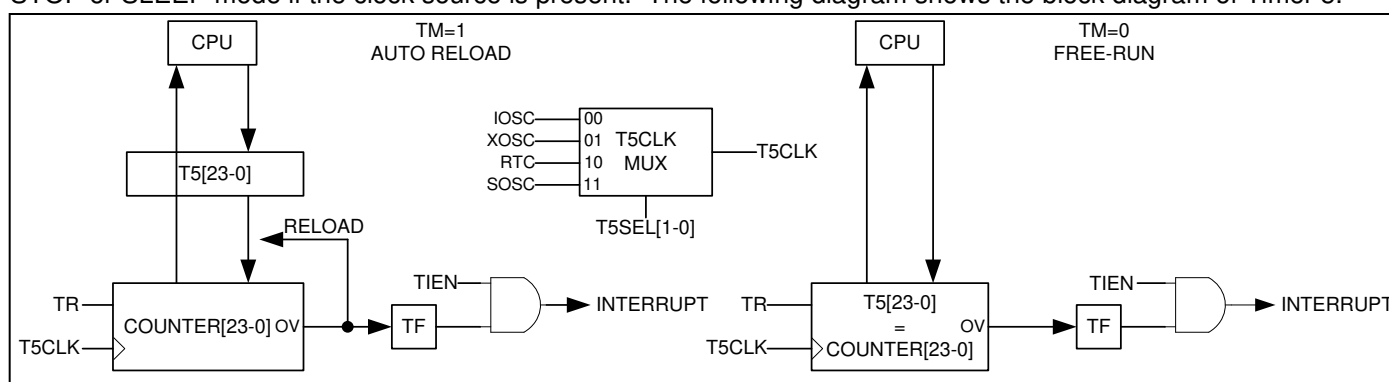 STOP or SLEEP mode if the clock source is present. The following diagram shows the block diagram of Timer 5.
CPU
TM=1
AUTO RELOAD
CPU
TM=0
FREE-RUN
IOSC
00
XOSC
01
RTC
10
SOSC
11
T5CLK
MUX
T5CLK
T5SEL[1-0]
T5[23-0]
RELOAD
TR
T5CLK
COUNTER[23-0]
OV
TF
TIEN
INTERRUPT
TR
T5CLK
T5[23-0]
=
COUNTER[23-0]
OV
TF
TIEN
INTERRUPT